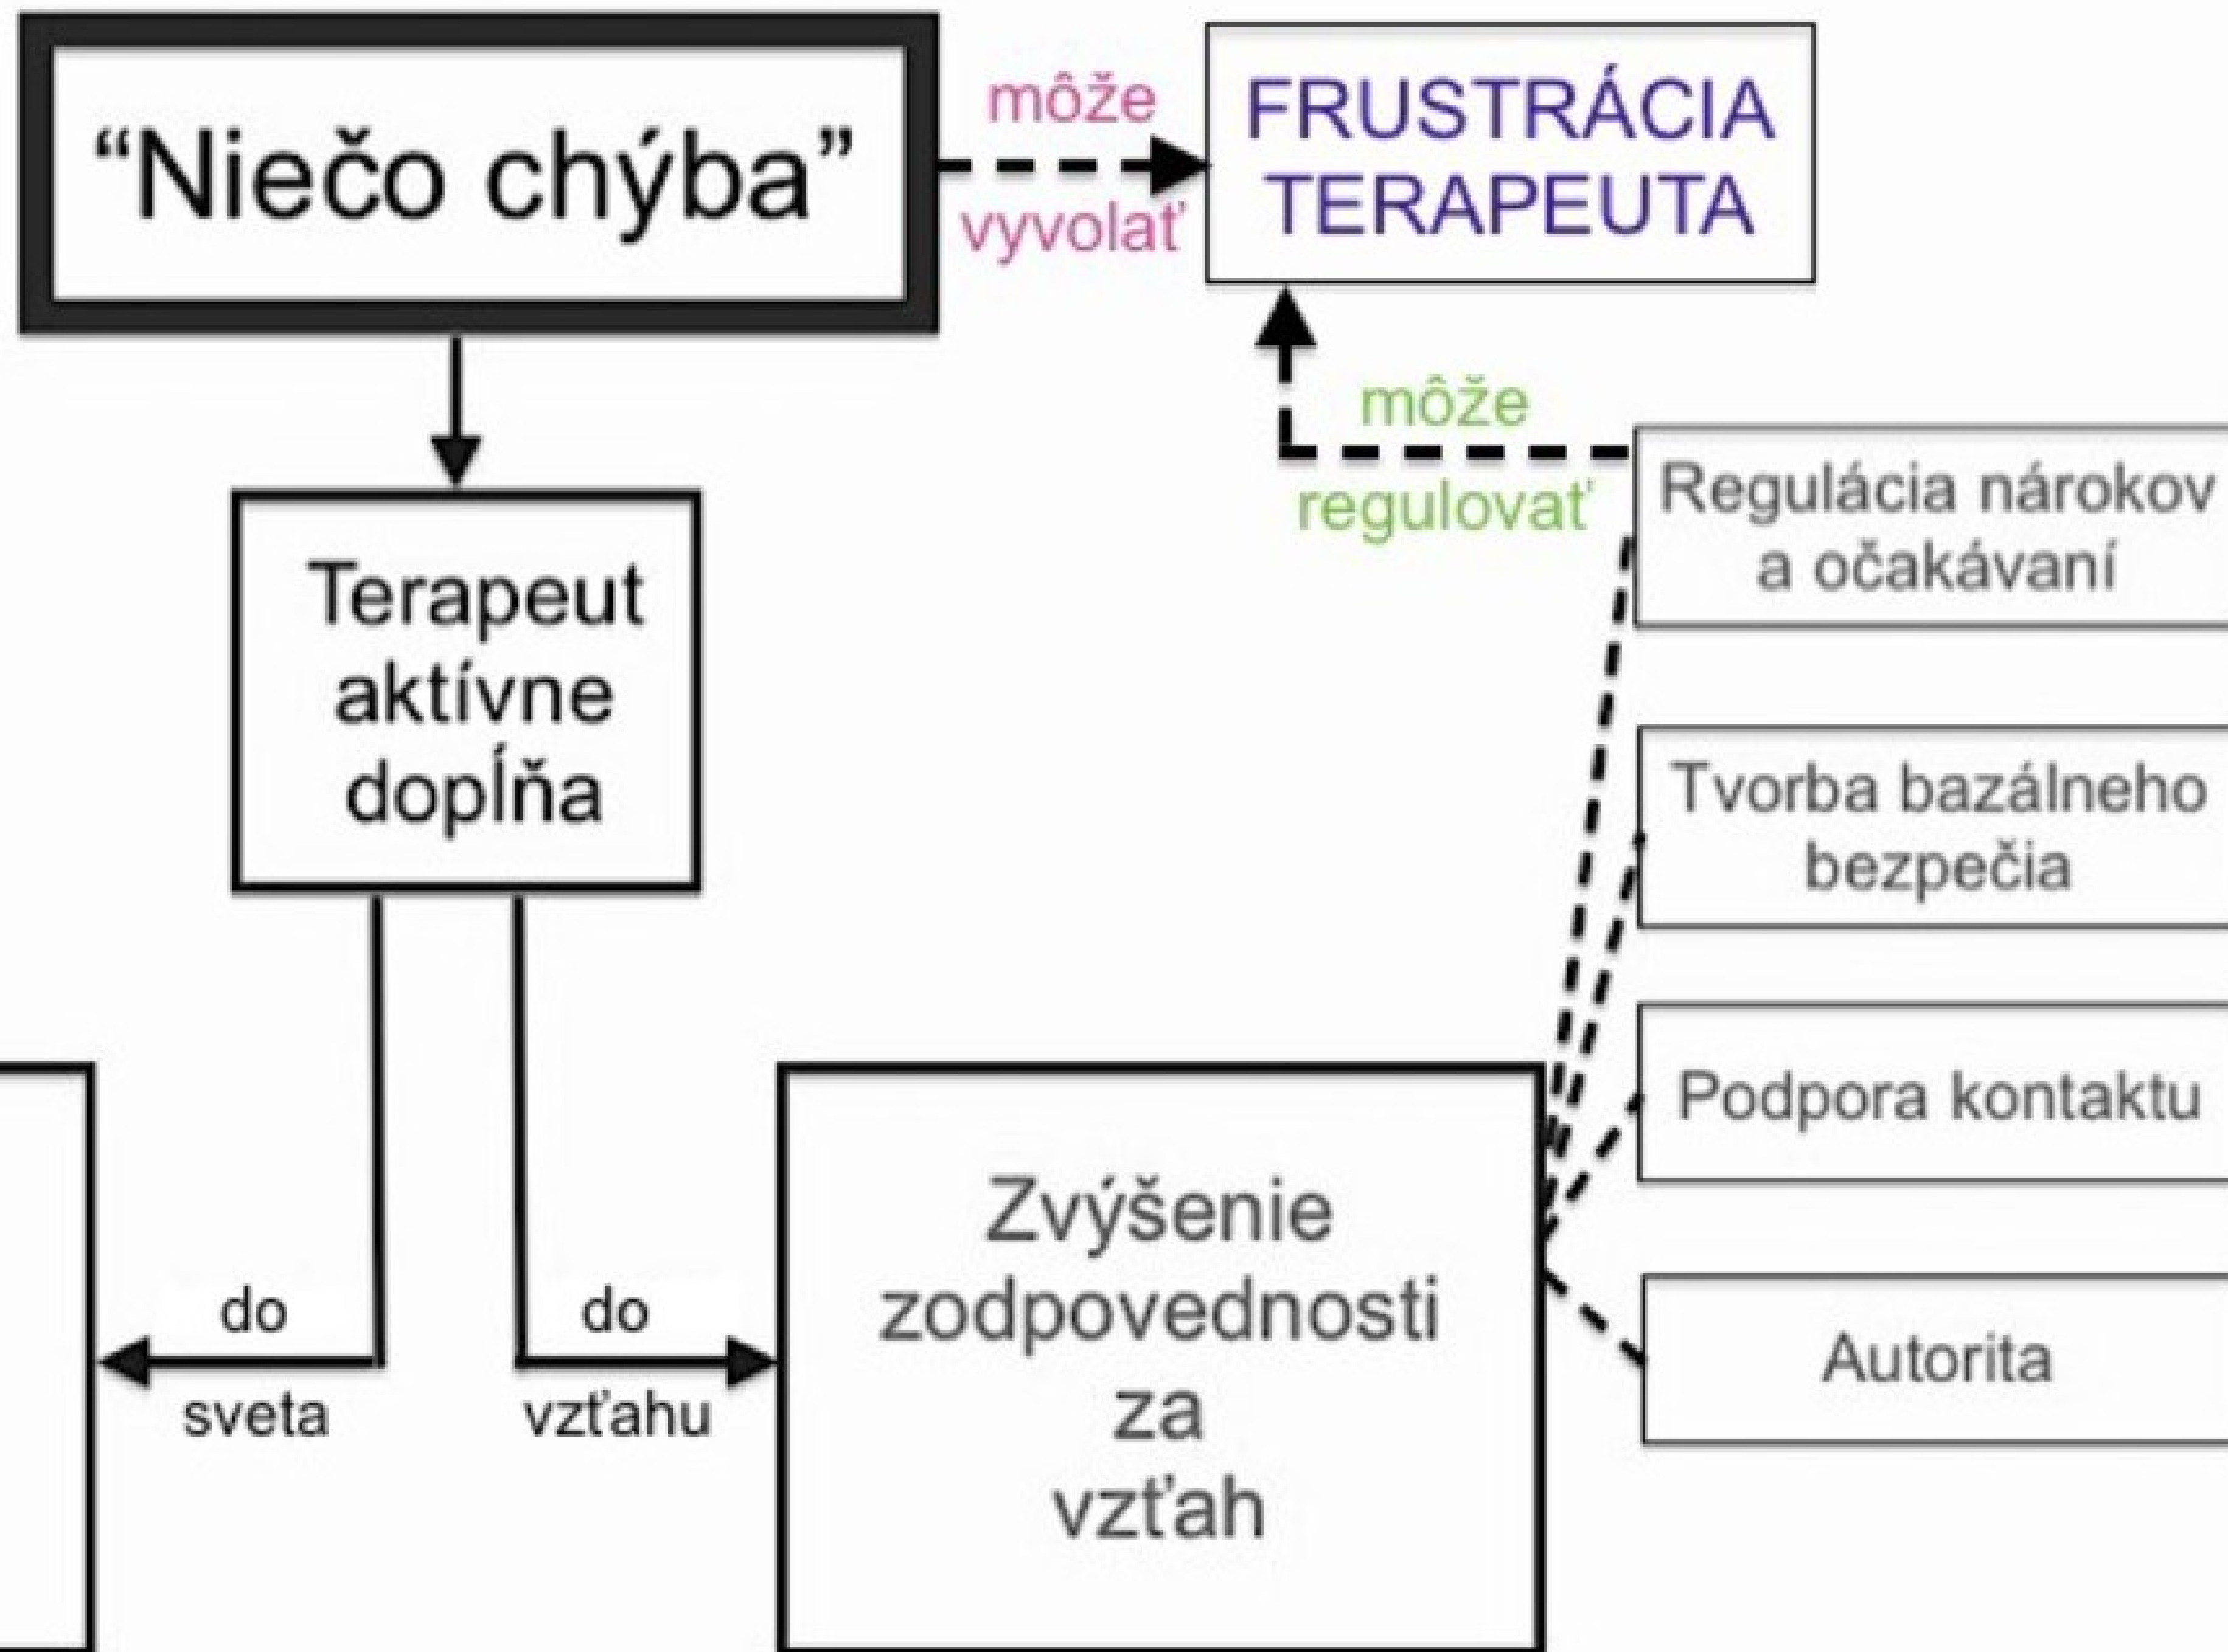 “Niečo chýba”
môže
vyvolať
FRUSTRÁCIA
TERAPEUTA
môže
regulovať
Regulácia nárokov
a očakávaní
Terapeut
aktívne
dopĺňa
Tvorba bazálneho
bezpečia
Podpora kontaktu
Zvýšenie
zodpovednosti
za
vzťah
do
sveta
do
vzťahu
Autorita